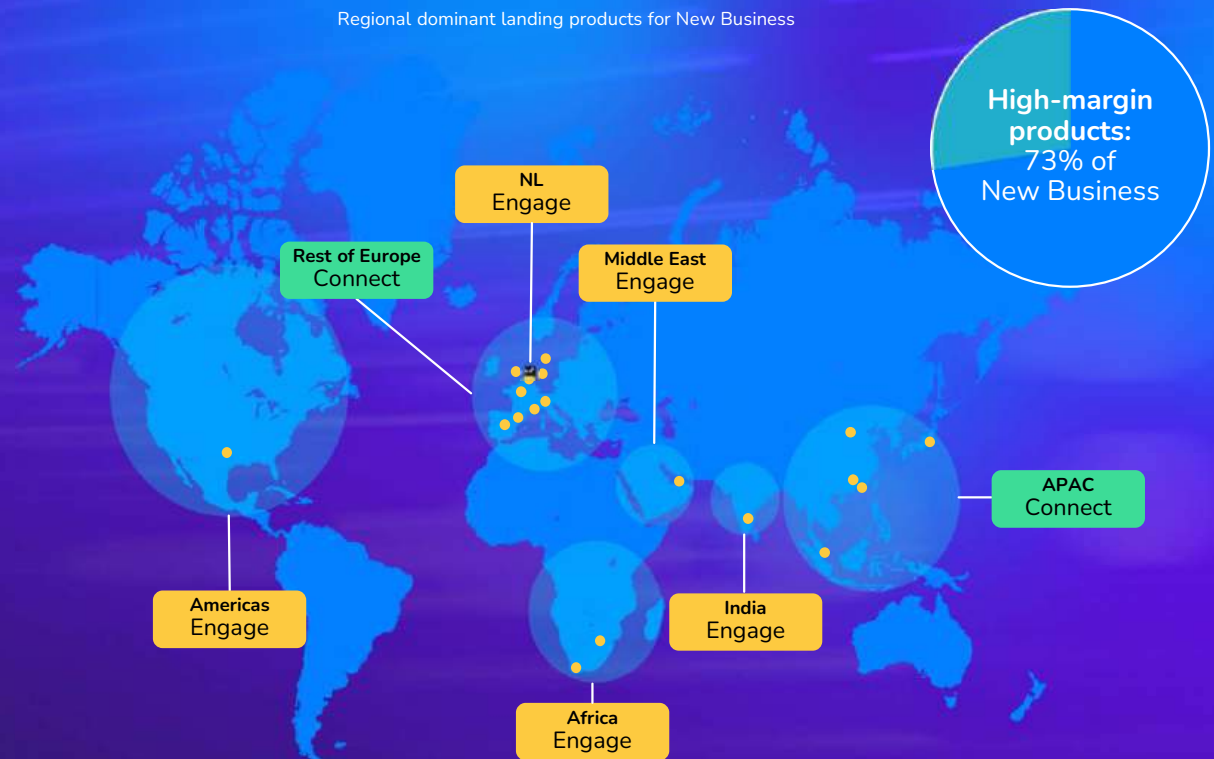 Regional dominant landing products for New Business
High-margin
products:
73% of
New Business
NL
Engage
Rest of Europe
Connect
Middle East
Engage
APAC
Connect
Americas
Engage
India
Engage
Africa
Engage